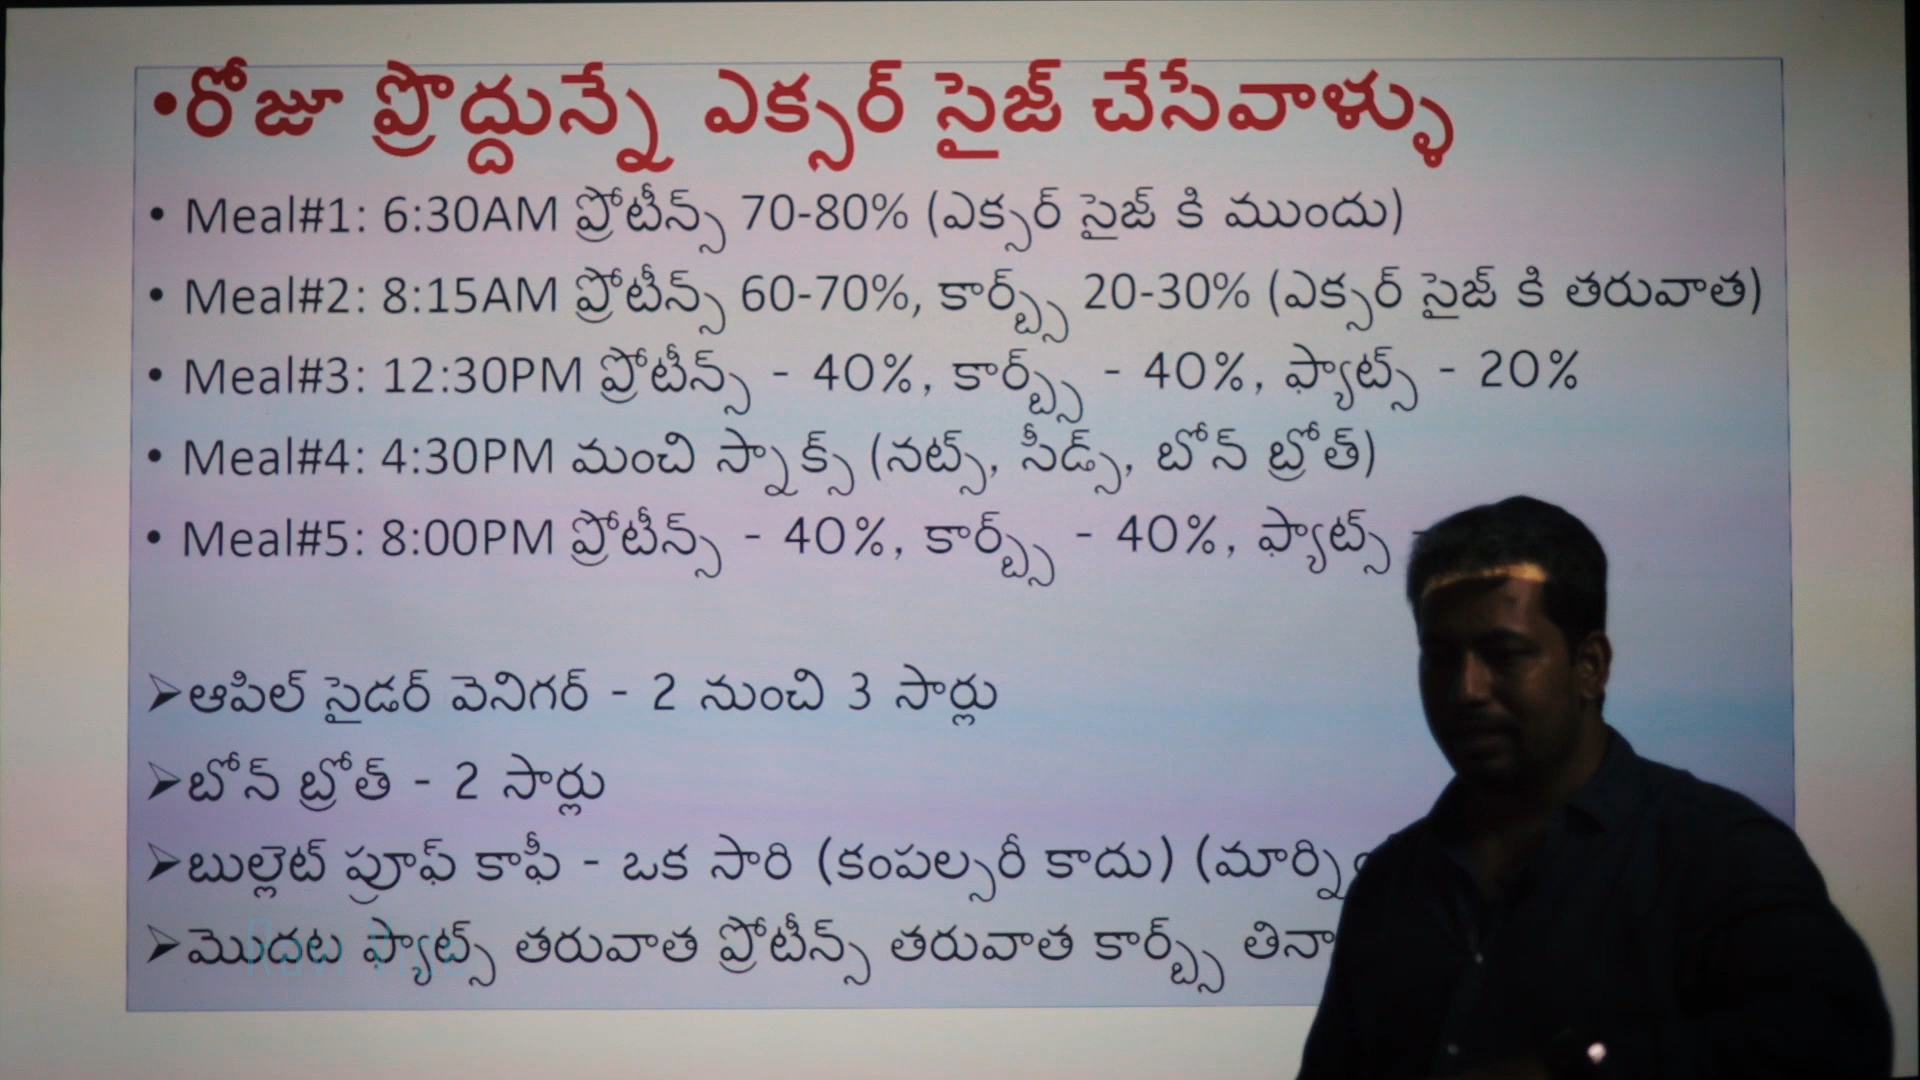 •రోజూ ప్రొద్దున్నే ఎక్సర్ సైజ్ చేసేవాళ్ళు
• Meal#1: 6:30AM ప్రోటీన్స్ 70-80% (ఎక్సర్ సైజ్ కి ముందు)
• Meal#2: 8:15AM ప్రోటీన్స్ 60-70%, కార్బ్స్ 20-30% (ఎక్సర్ సైజ్ కి తరువాత)
• Meal#3: 12:30PM ప్రోటీన్స్ - 40%, కార్బ్స్ - 40%, ఫ్యాట్స్ - 20%
• Meal#4: 4:30PM మంచి స్నాక్స్ (నట్స్, సీడ్స్, బోన్ బ్రోత్)
• Meal#5: 8:00PM ప్రోటీన్స్ - 40%, కార్బ్స్ - 40%, ఫ్యాట్స్ -
➢ఆపిల్ సైడర్ వెనిగర్ - 2 నుంచి 3 సార్లు
➢బోన్ బ్రోత్ - 2 సార్లు
➢బుల్లెట్ ప్రూఫ్ కాఫీ - ఒక సారి (కంపల్సరీ కాదు)
➢మొదట ఫ్యాట్స్ తరువాత ప్రోటీన్స్ తరువాత కార్బ్స్